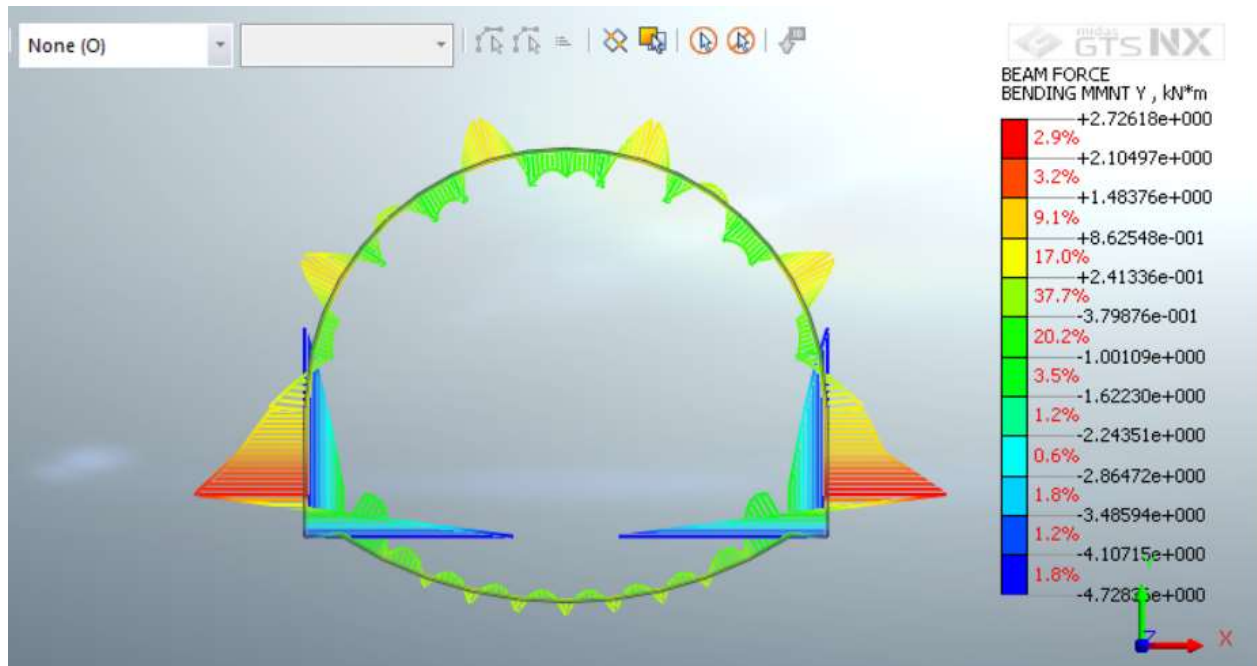 None (O)
midas
GTS NX
BEAM FORCE
BENDING MMNT Y , kN*m
+2.72618e+000
2.9%
+2.10497e+000
3.2%
+1.48376e+000
9.1%
+8.62548e-001
17.0%
+2.41336e-001
37.7%
-3.79876e-001
20.2%
-1.00109e+000
3.5%
-1.62230e+000
1.2%
-2.24351e+000
0.6%
-2.86472e+000
1.8%
-3.48594e+000
1.2%
-4.10715e+000
1.8%
Z
X